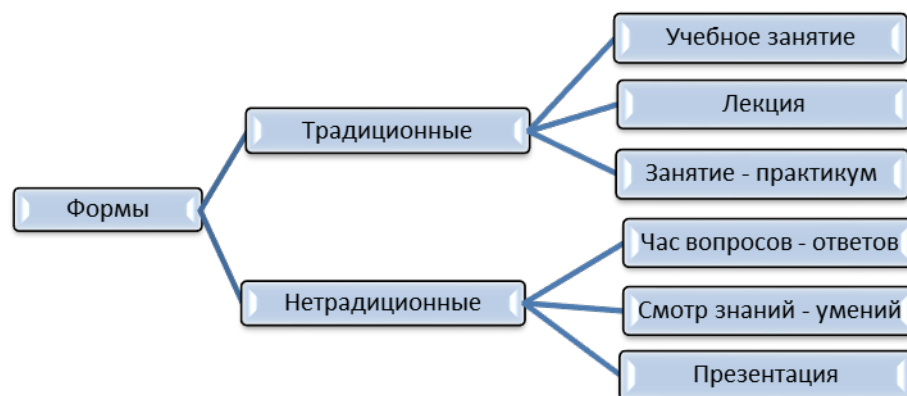 Формы
Традиционные
Учебное занятие
Лекция
Занятие - практикум
Нетрадиционные
Час вопросов - ответов
Смотр знаний - умений
Презентация